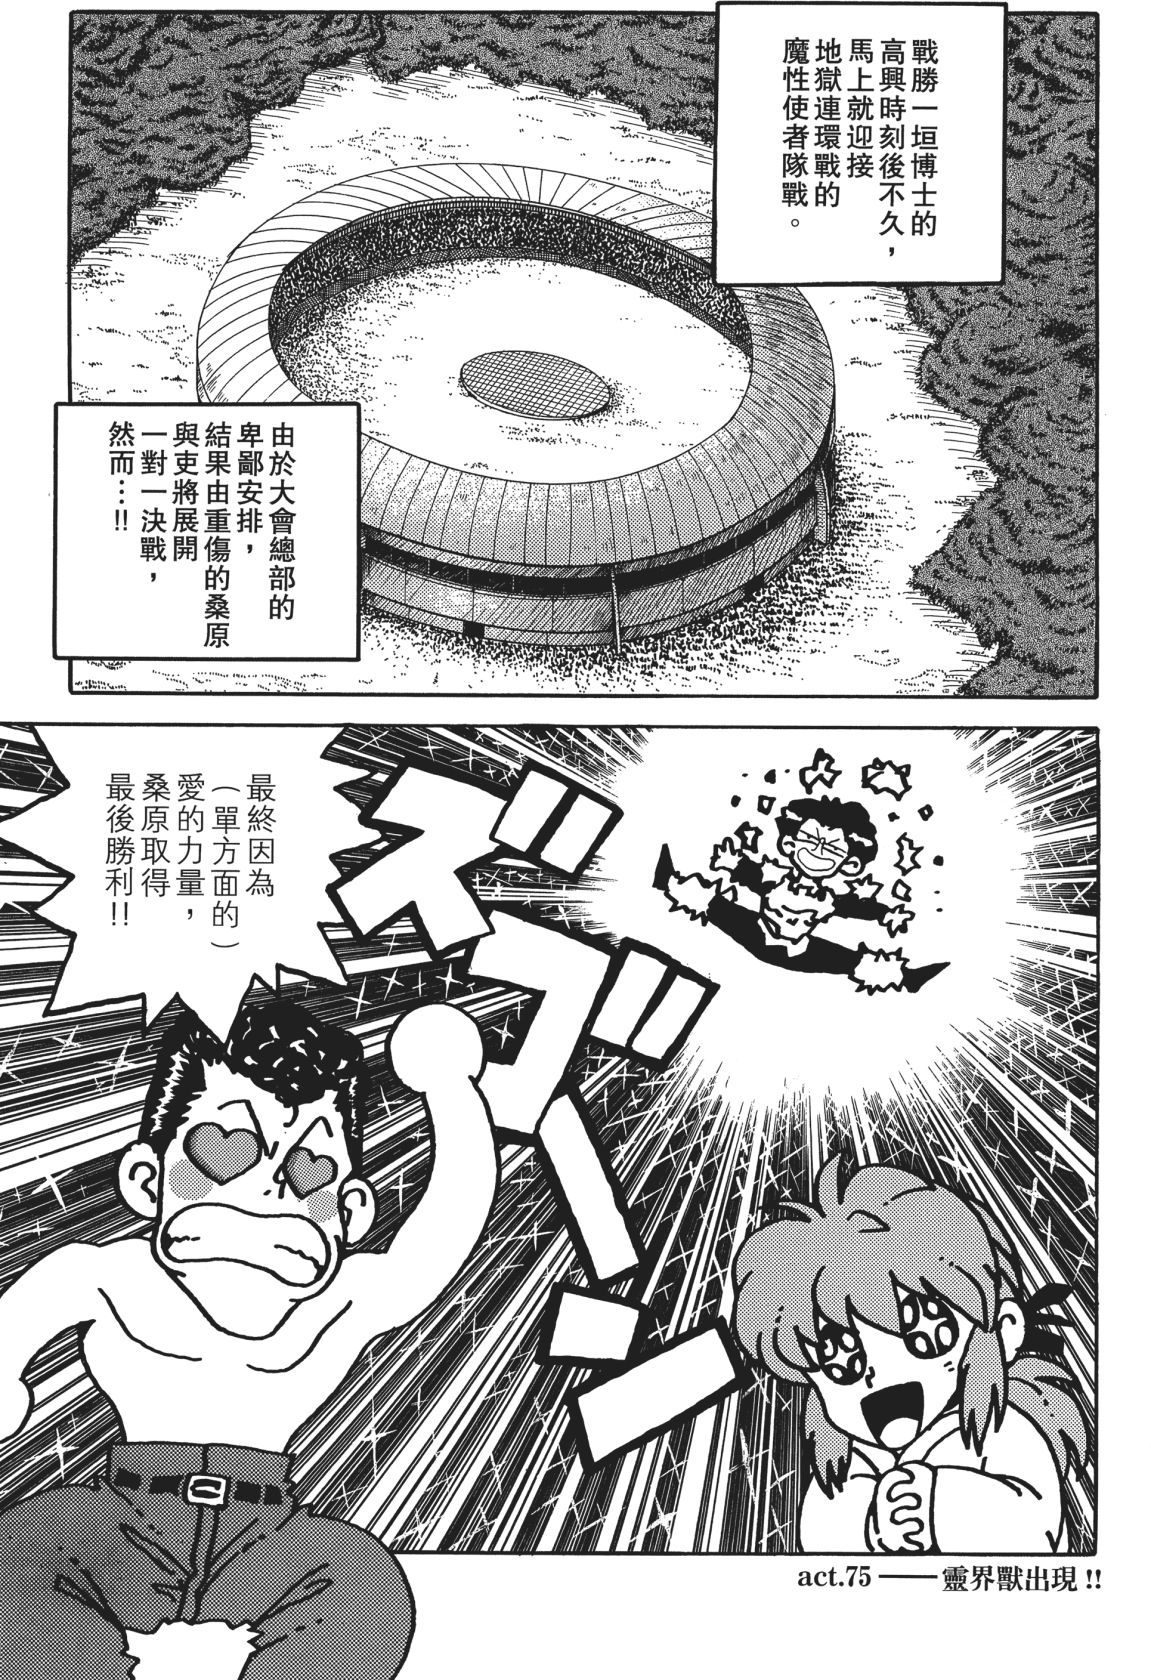 戰勝一垣博士的
高興時刻後不久，
馬上就迎接
地獄連環戰的
魔性使者隊戰。
由於大會總部的
卑鄙安排，
結果由重傷的桑原
與吏將展開
一對一決戰，
然而…!!
最終因為
（單方面的）
愛的力量，
桑原取得
最後勝利!!
act.75 ── 靈界獸出現!!